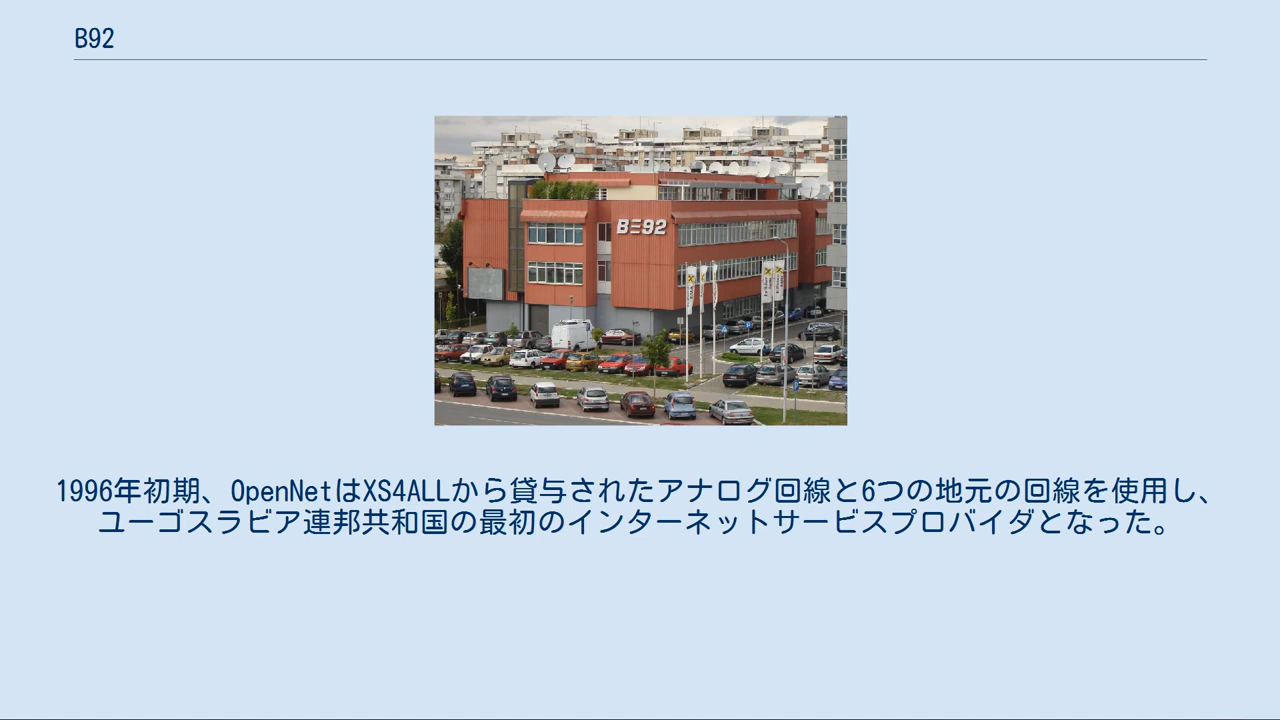 B92
B92
1996年初期、OpenNetはXS4ALLから貸与されたアナログ回線と6つの地元の回線を使用し、
ユーゴスラビア連邦共和国の最初のインターネットサービスプロバイダとなった。